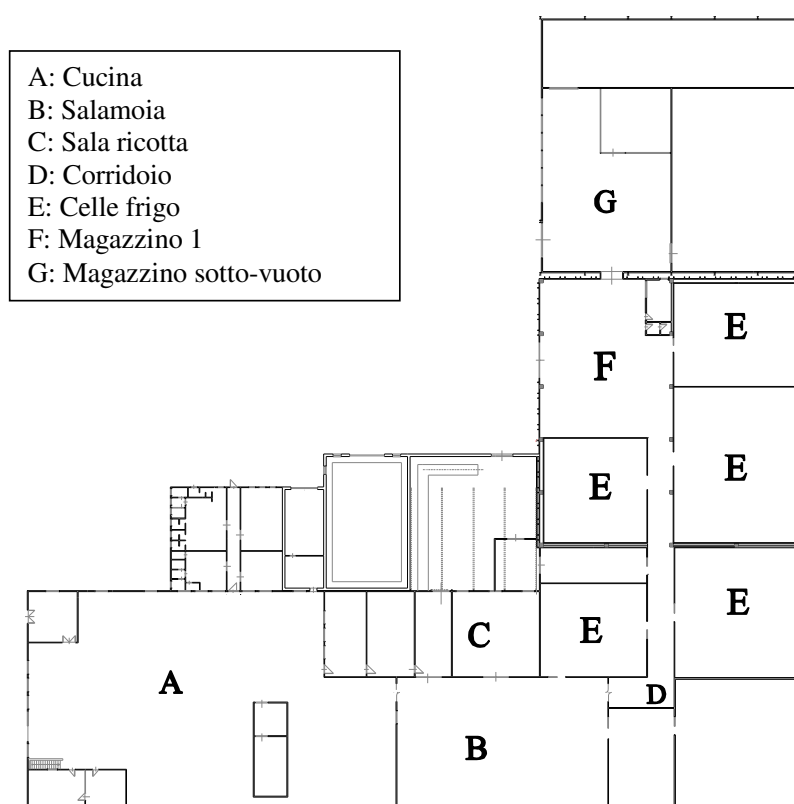 A: Cucina
B: Salamoia
C: Sala ricotta
D: Corridoio
E: Celle frigo
F: Magazzino 1
G: Magazzino sotto-vuoto
G
E
F
E
E
E
C
E
A
D
B